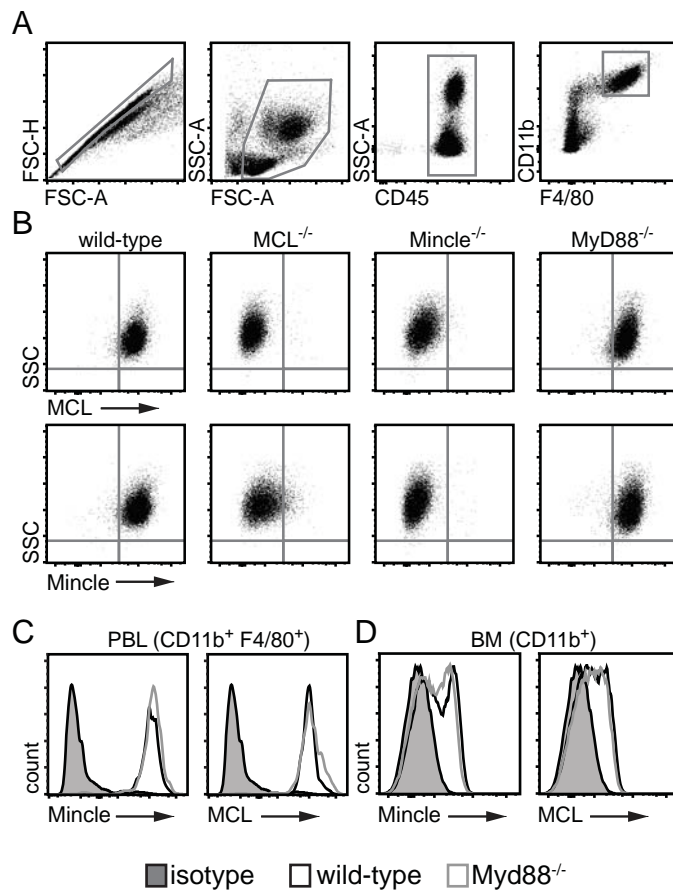 A
FSC-H
FSC-A
SSC-A
FSC-A
SSC-A
CD45
CD11b
F4/80
B
wild-type MCL-/- Mincle-/- MyD88-/-
SSC
MCL
SSC
Mincle
C PBL (CD11b+ F4/80+)
D BM (CD11b+)
count
Mincle
MCL
count
Mincle
MCL
isotype wild-type Myd88-/-